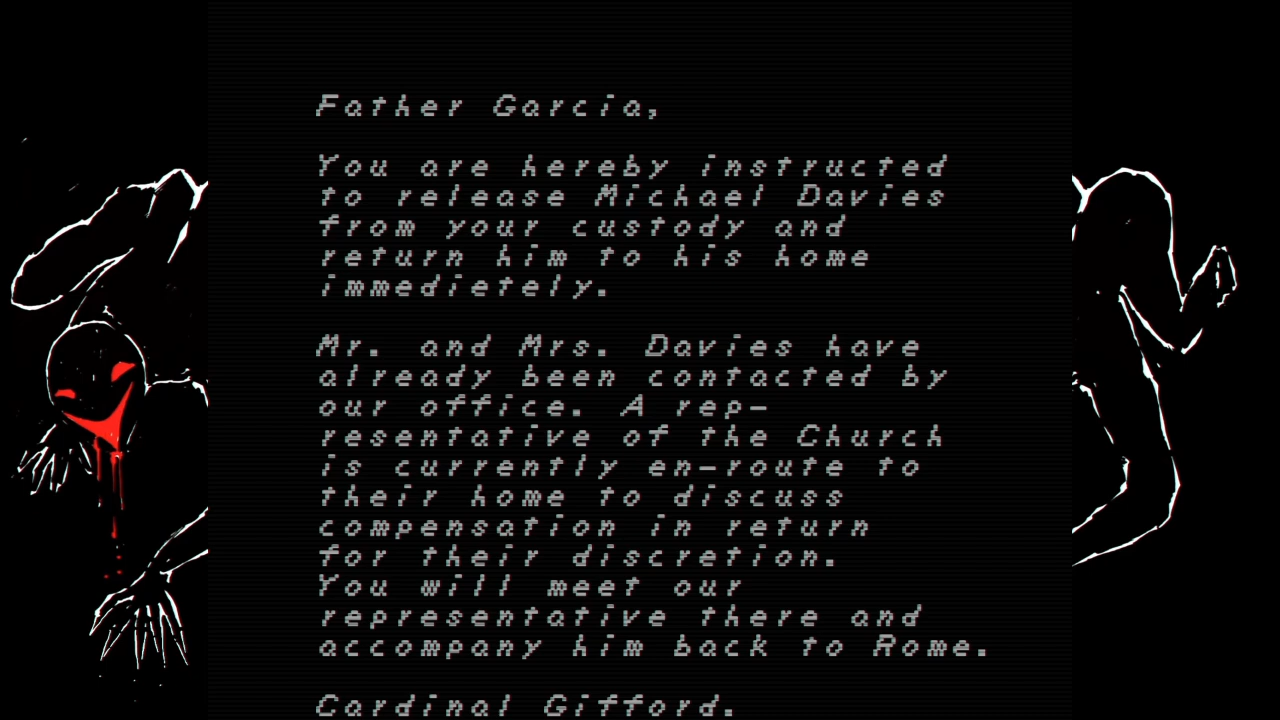 Father Garcia,
You are hereby instructed
to release Michael Davies
from your custody and
return him to his home
immedietely.
Mr. and Mrs. Davies have
already been contacted by
our office. A rep-
resentative of the Church
is currently en-route to
their home to discuss
compensation in return
for their discretion.
You will meet our
representative there and
accompany him back to Rome.
Cardinal Gifford.